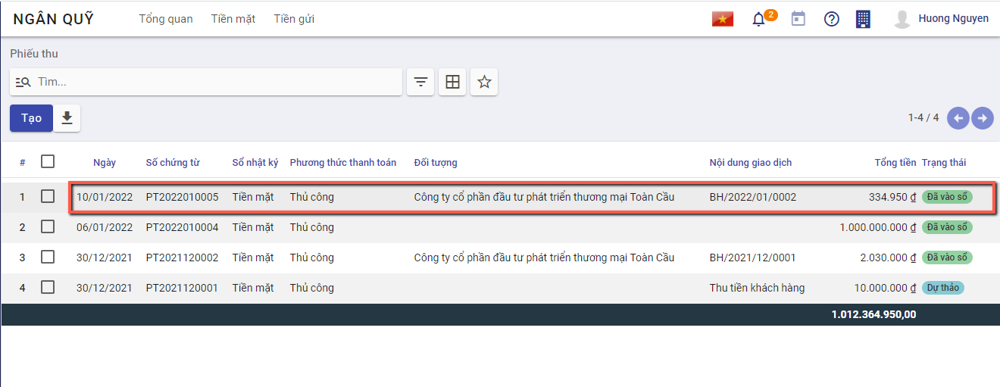 NGÂN QUỸ Tổng quan Tiền mặt Tiền gửi 2 Huong Nguyen
Phiếu thu
Tìm...
Tạo 1-4 / 4
# Ngày Số chứng từ Sổ nhật ký Phương thức thanh toán Đối tượng Nội dung giao dịch Tổng tiền Trạng thái
1 10/01/2022 PT2022010005 Tiền mặt Thủ công Công ty cổ phần đầu tư phát triển thương mại Toàn Cầu BH/2022/01/0002 334.950 ₫ Đã vào sổ
2 06/01/2022 PT2022010004 Tiền mặt Thủ công 1.000.000.000 ₫ Đã vào sổ
3 30/12/2021 PT2021120002 Tiền mặt Thủ công Công ty cổ phần đầu tư phát triển thương mại Toàn Cầu BH/2021/12/0001 2.030.000 ₫ Đã vào sổ
4 30/12/2021 PT2021120001 Tiền mặt Thủ công Thu tiền khách hàng 10.000.000 ₫ Dự thảo
1.012.364.950,00